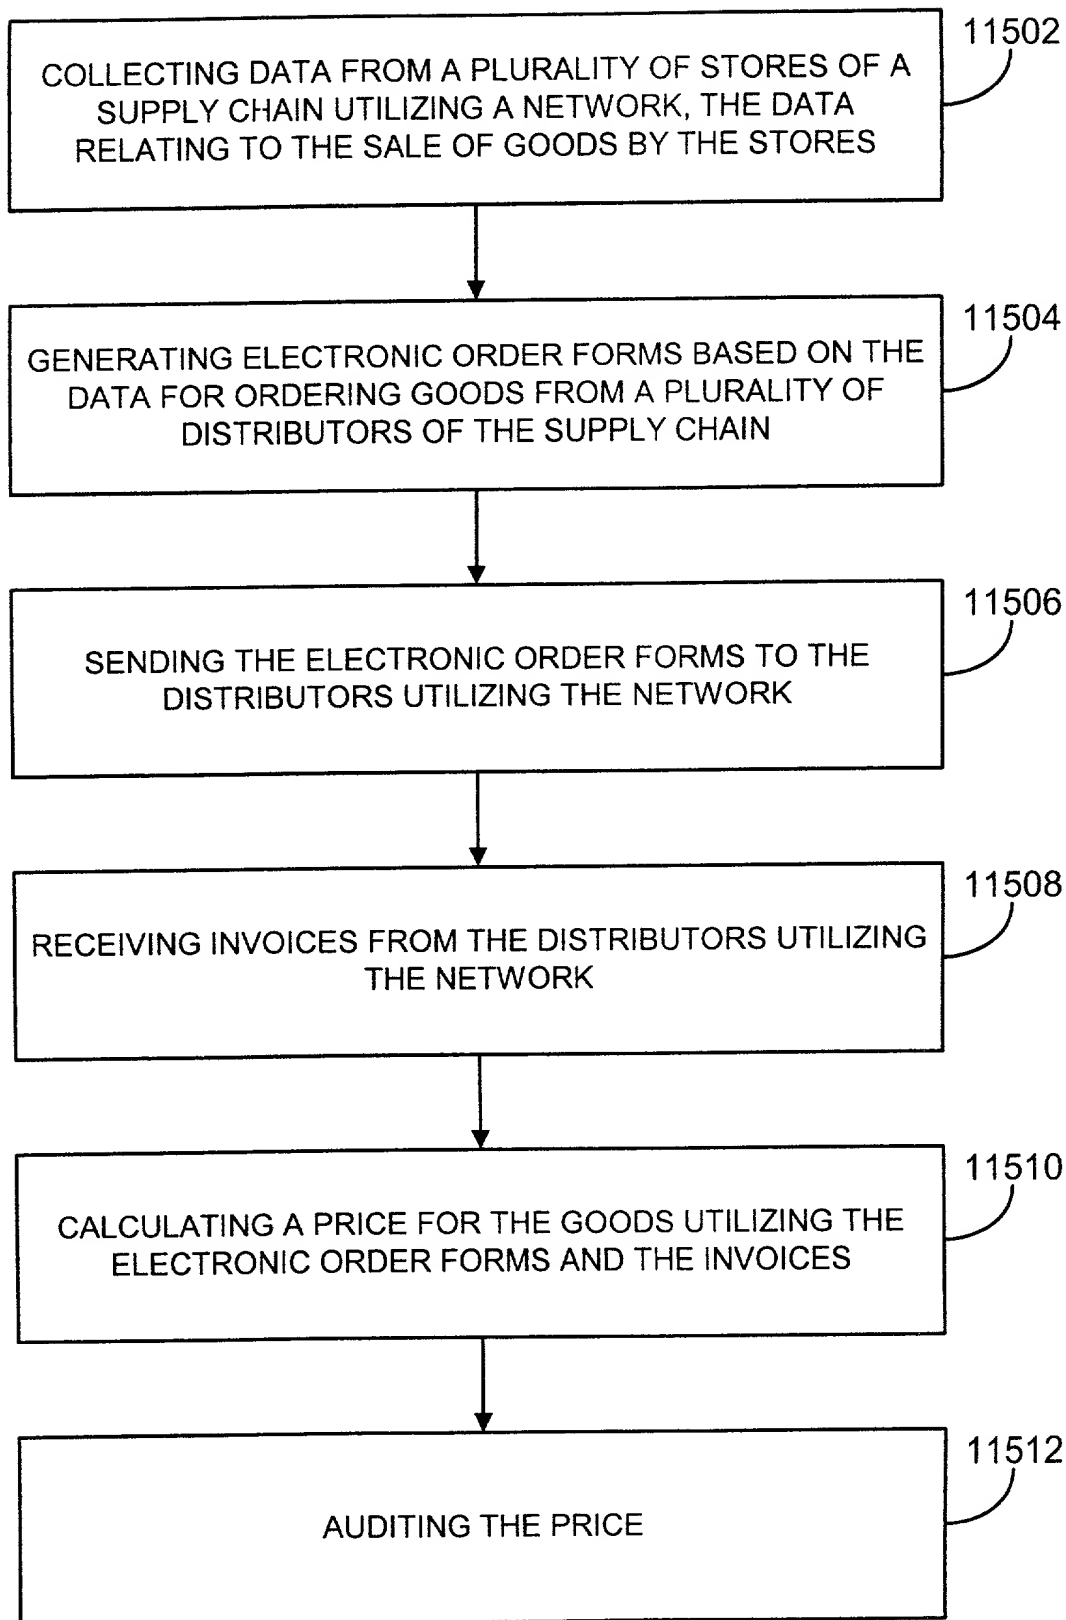 11502
COLLECTING DATA FROM A PLURALITY OF STORES OF A
SUPPLY CHAIN UTILIZING A NETWORK, THE DATA
RELATING TO THE SALE OF GOODS BY THE STORES
11504
GENERATING ELECTRONIC ORDER FORMS BASED ON THE
DATA FOR ORDERING GOODS FROM A PLURALITY OF
DISTRIBUTORS OF THE SUPPLY CHAIN
11506
SENDING THE ELECTRONIC ORDER FORMS TO THE
DISTRIBUTORS UTILIZING THE NETWORK
11508
RECEIVING INVOICES FROM THE DISTRIBUTORS UTILIZING
THE NETWORK
11510
CALCULATING A PRICE FOR THE GOODS UTILIZING THE
ELECTRONIC ORDER FORMS AND THE INVOICES
11512
AUDITING THE PRICE